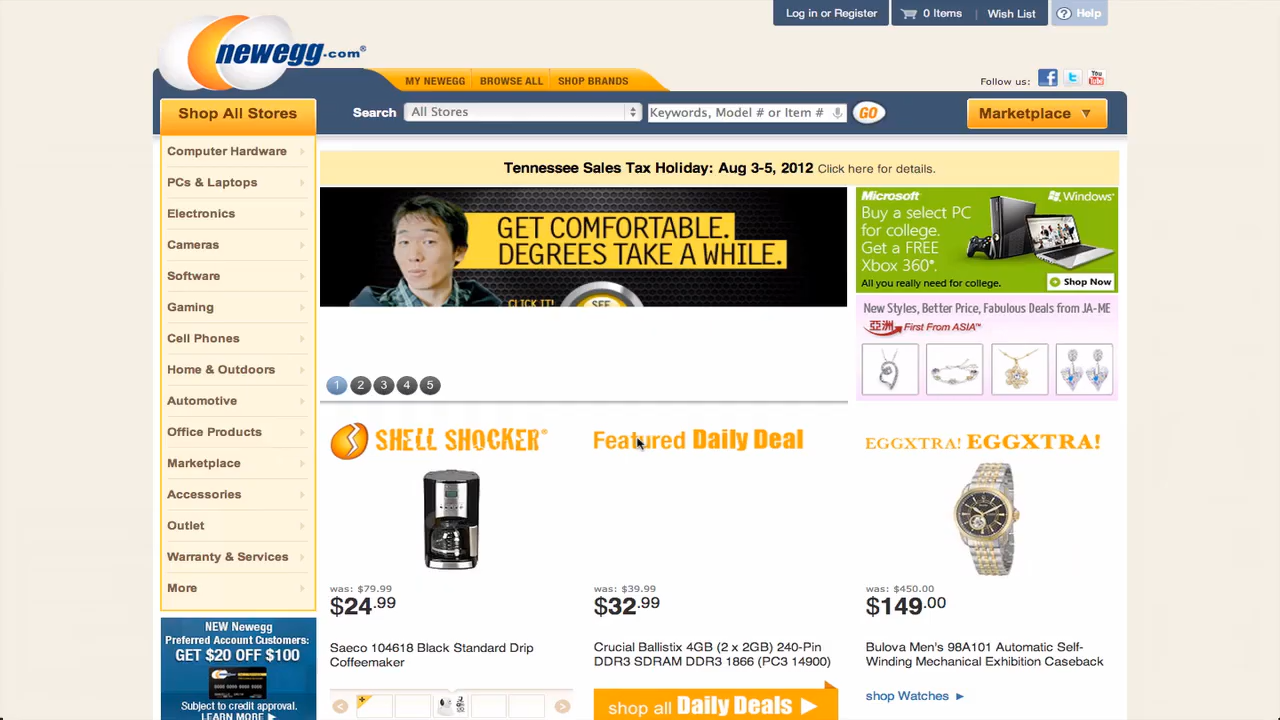 Log in or Register
0 Items
Wish List
Help
newegg.com®
MY NEWEGG
BROWSE ALL
SHOP BRANDS
Follow us:
You
Shop All Stores
Search
All Stores
Keywords, Model # or Item #
GO
Marketplace
Computer Hardware
PCs & Laptops
Electronics
Cameras
Software
Gaming
Cell Phones
Home & Outdoors
Automotive
Office Products
Marketplace
Accessories
Outlet
Warranty & Services
More
NEW Newegg
Preferred Account Customers:
GET $20 OFF $100
Subject to credit approval.
LEARN MORE
Tennessee Sales Tax Holiday: Aug 3-5, 2012 Click here for details.
GET COMFORTABLE.
DEGREES TAKE A WHILE.
CLICK IT!
SEE
1 2 3 4 5
Microsoft
Windows
Buy a select PC
for college.
Get a FREE
Xbox 360®.
All you really need for college.
Shop Now
New Styles, Better Price, Fabulous Deals from JA-ME
亞洲 First From ASIA™
SHELL SHOCKER®
was: $79.99
$24.99
Saeco 104618 Black Standard Drip
Coffeemaker
Featured Daily Deal
was: $39.99
$32.99
Crucial Ballistix 4GB (2 x 2GB) 240-Pin
DDR3 SDRAM DDR3 1866 (PC3 14900)
shop all Daily Deals
EGGXTRA! EGGXTRA!
was: $450.00
$149.00
Bulova Men's 98A101 Automatic Self-
Winding Mechanical Exhibition Caseback
shop Watches